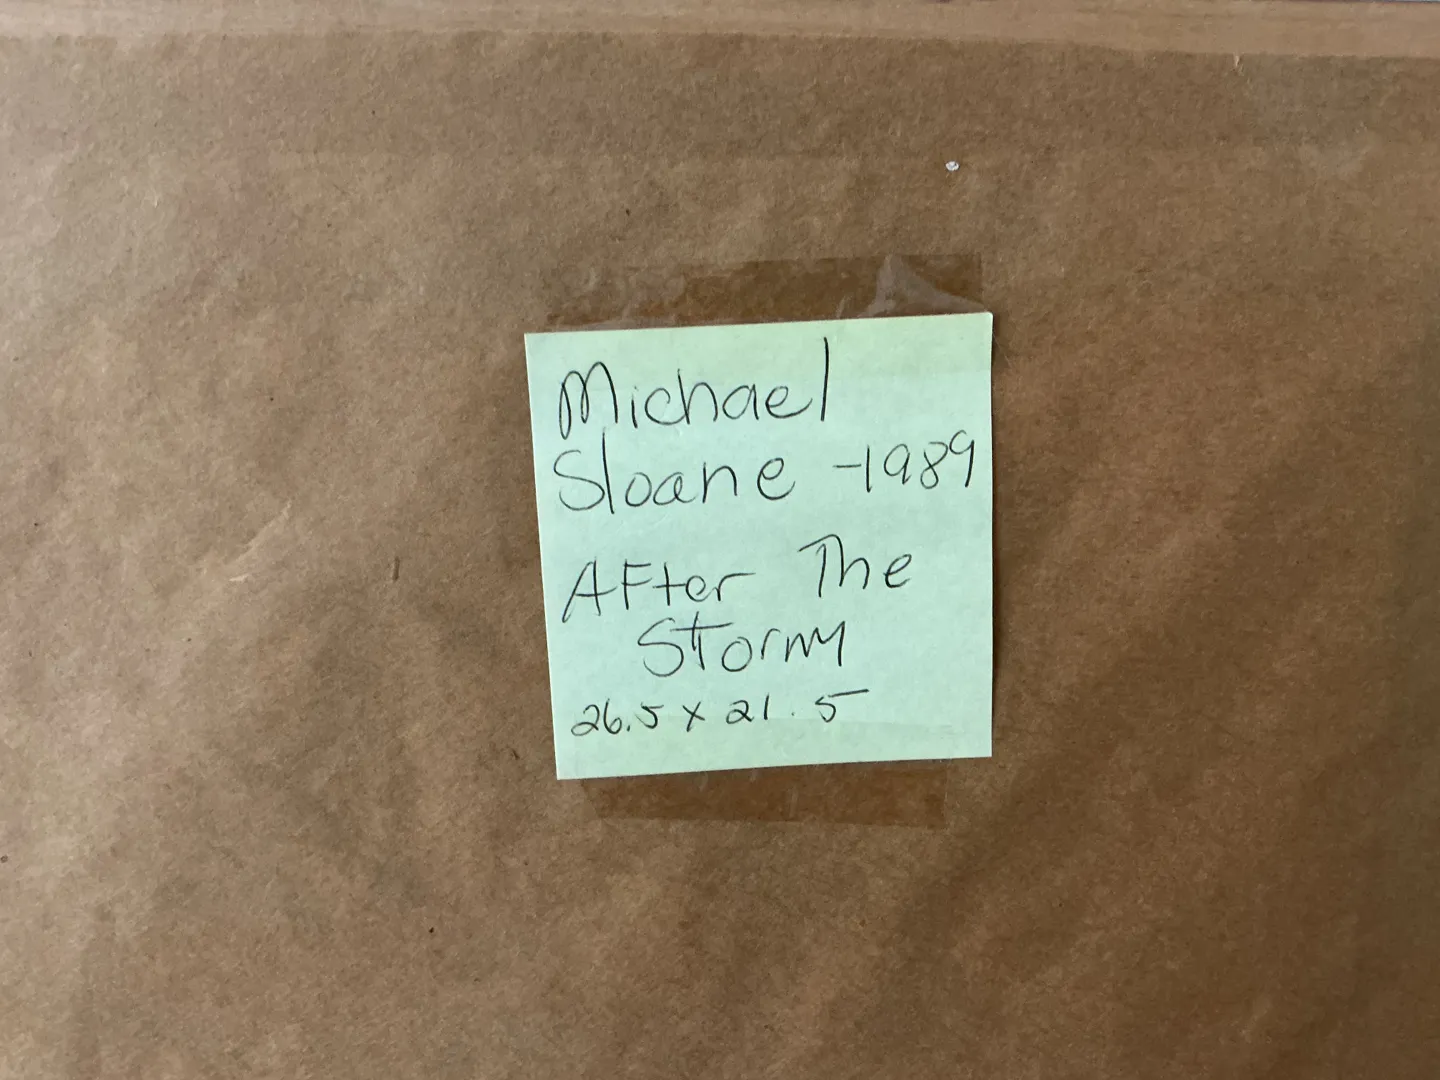 Michael
Sloane -1989
After The
Storm
26.5 x 21.5